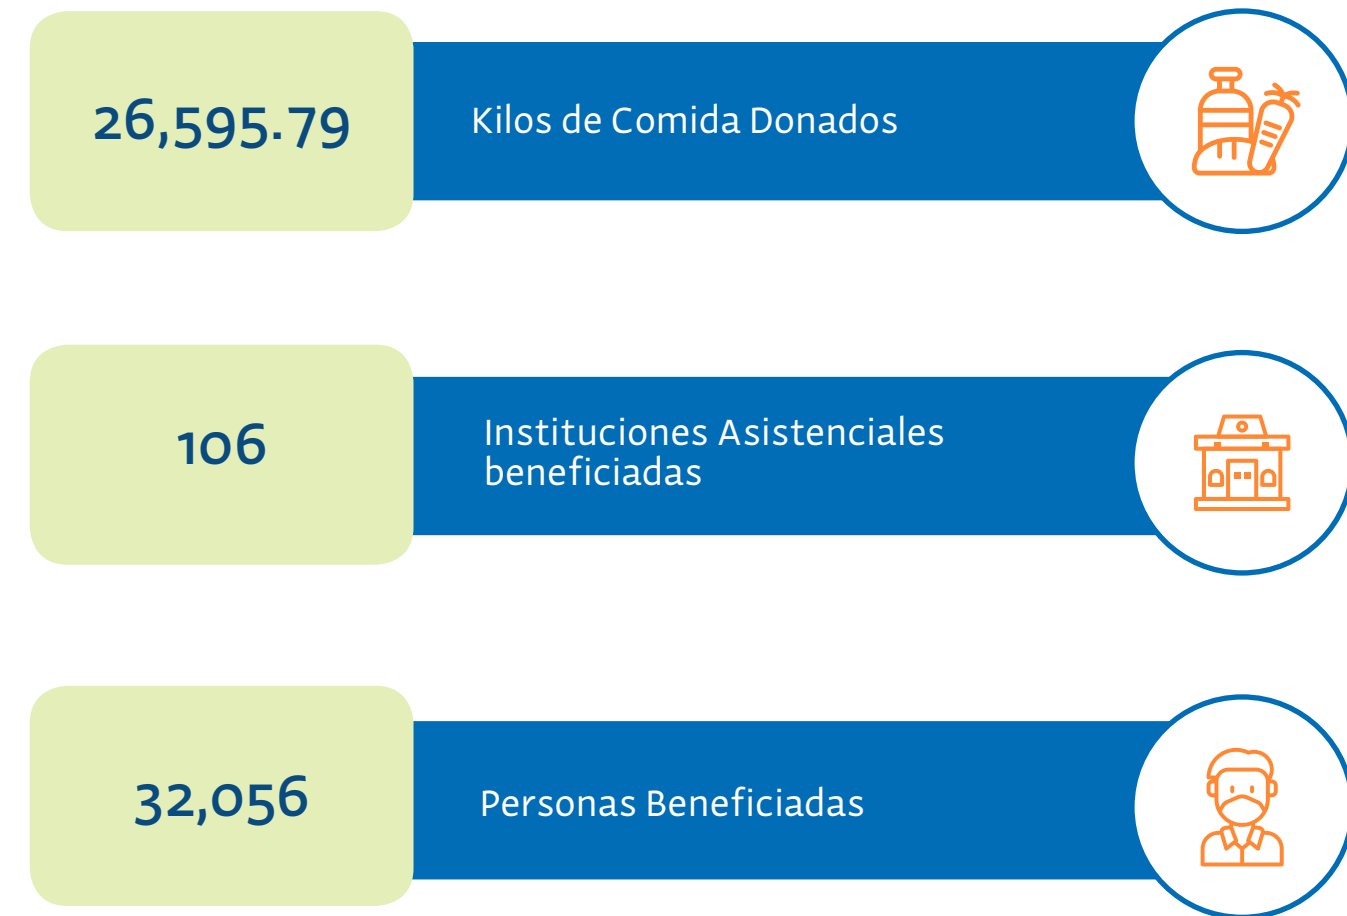 26,595.79
Kilos de Comida Donados
106
Instituciones Asistenciales
beneficiadas
32,056
Personas Beneficiadas